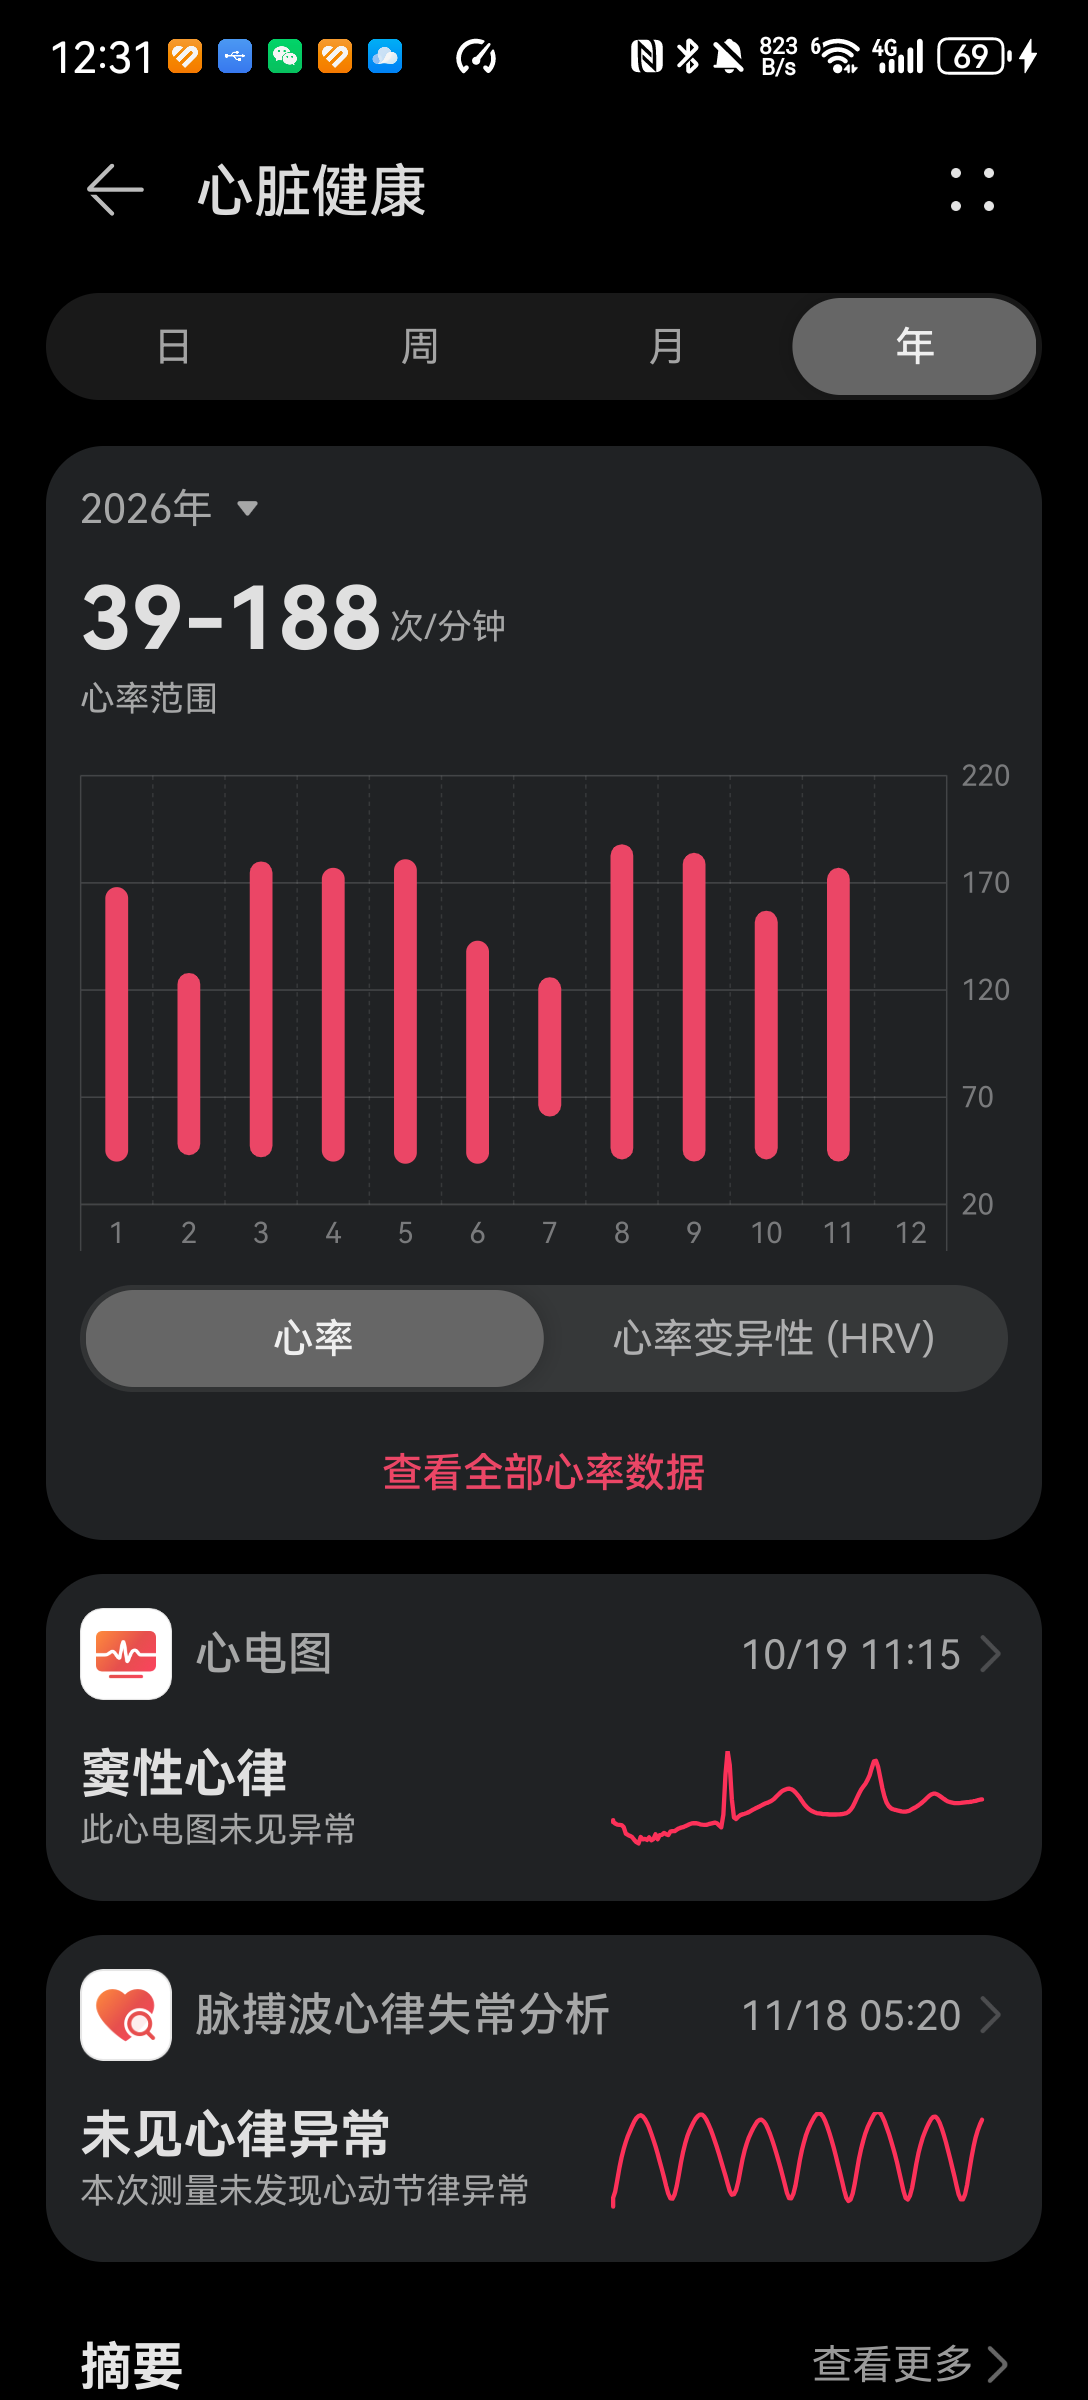 12:31
823 B/s
6
4G
69
心脏健康
日 周 月 年
2026年
39-188 次/分钟
心率范围
220
170
120
70
20
1 2 3 4 5 6 7 8 9 10 11 12
心率 心率变异性 (HRV)
查看全部心率数据
心电图 10/19 11:15
窦性心律
此心电图未见异常
脉搏波心律失常分析 11/18 05:20
未见心律异常
本次测量未发现心动节律异常
摘要 查看更多